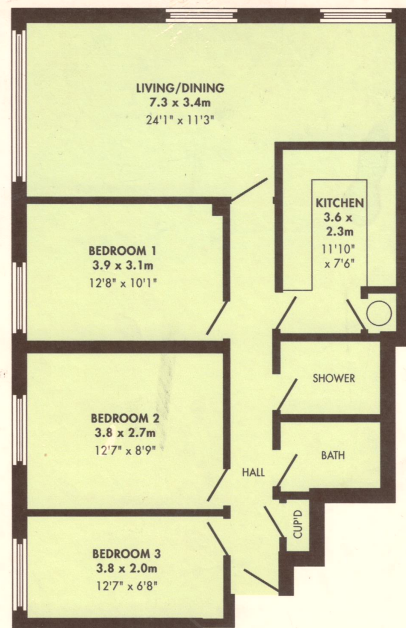 LIVING/DINING
7.3 x 3.4m
24'1" x 11'3"
KITCHEN
3.6 x
2.3m
11'10"
x 7'6"
BEDROOM 1
3.9 x 3.1m
12'8" x 10'1"
SHOWER
BEDROOM 2
3.8 x 2.7m
12'7" x 8'9"
BATH
HALL
CUP'D
BEDROOM 3
3.8 x 2.0m
12'7" x 6'8"